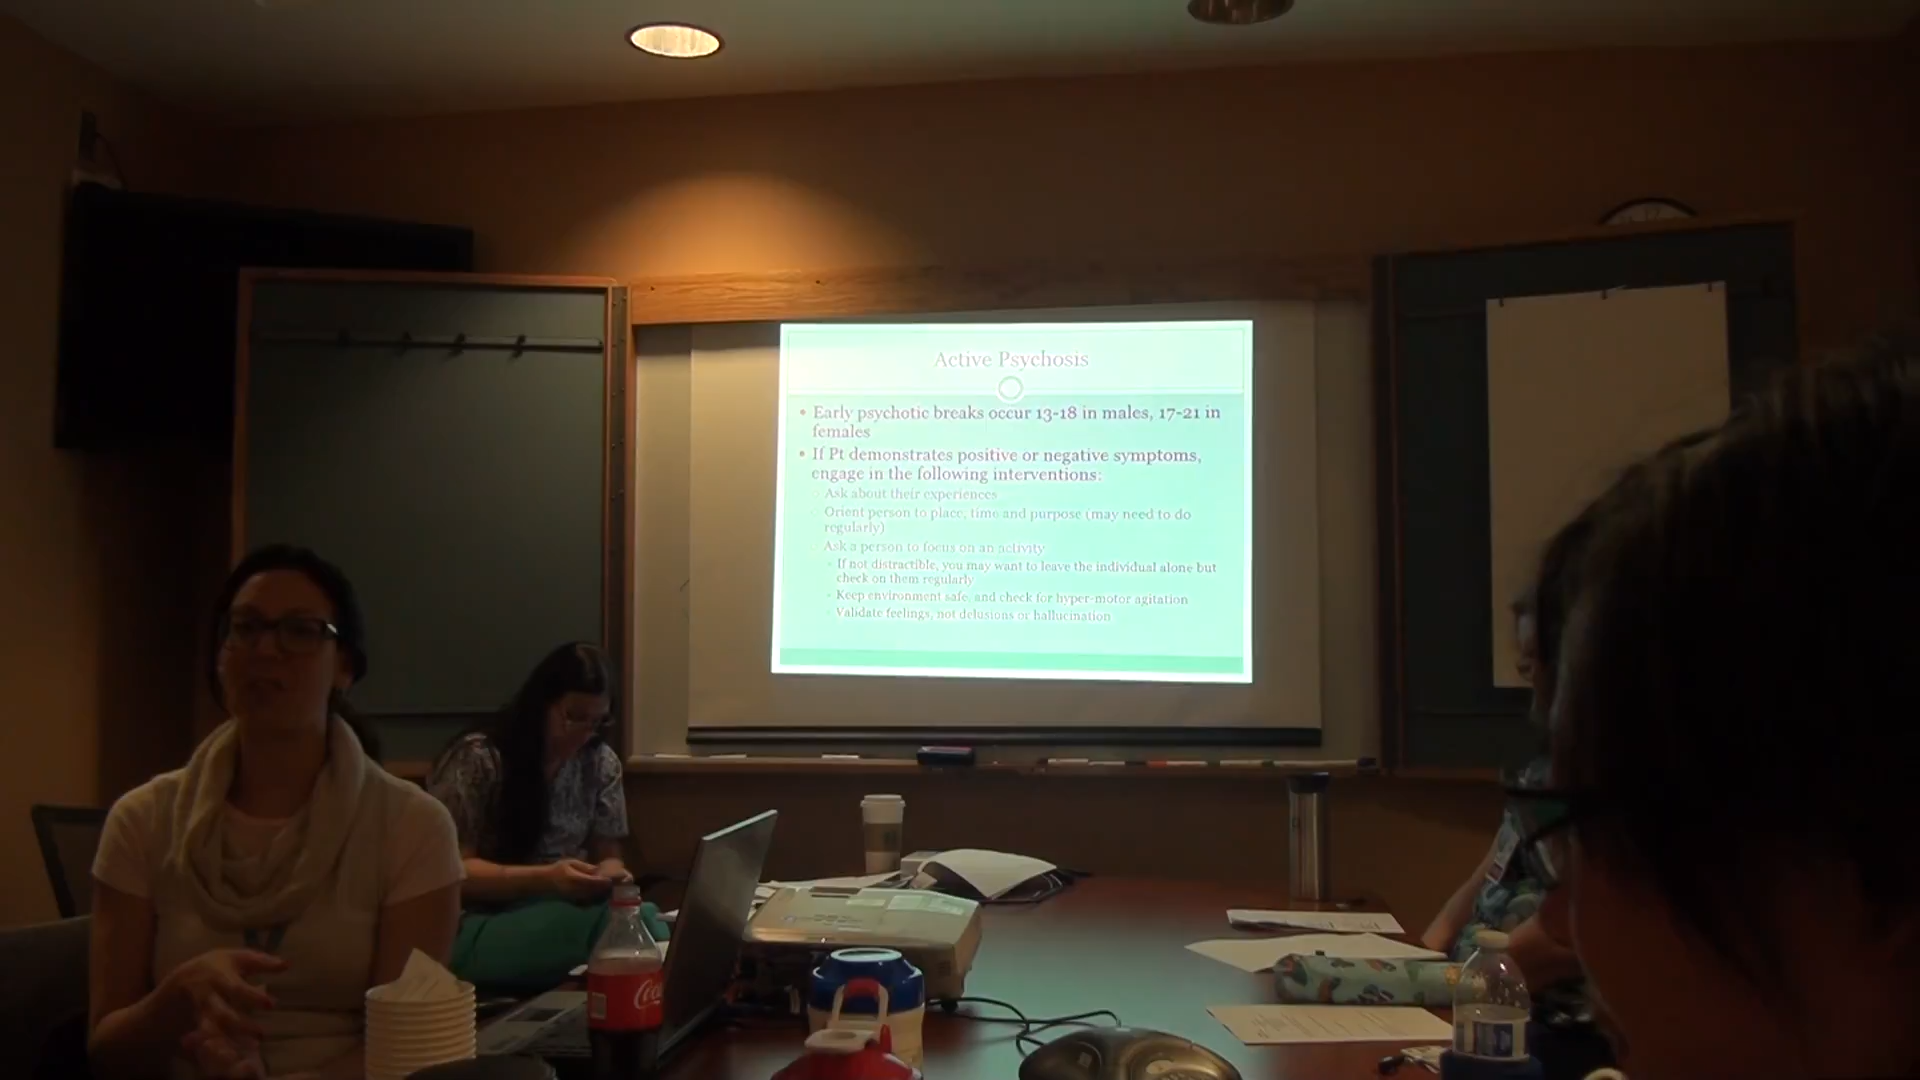 Active Psychosis
• Early psychotic breaks occur 13-18 in males, 17-21 in
females
• If Pt demonstrates positive or negative symptoms,
engage in the following interventions:
Ask about their experiences
Orient person to place, time and purpose (may need to do
regularly)
Ask a person to focus on an activity
If not distractible, you may want to leave the individual alone but
check on them regularly
Keep environment safe, and check for hyper-motor agitation
Validate feelings, not delusions or hallucination